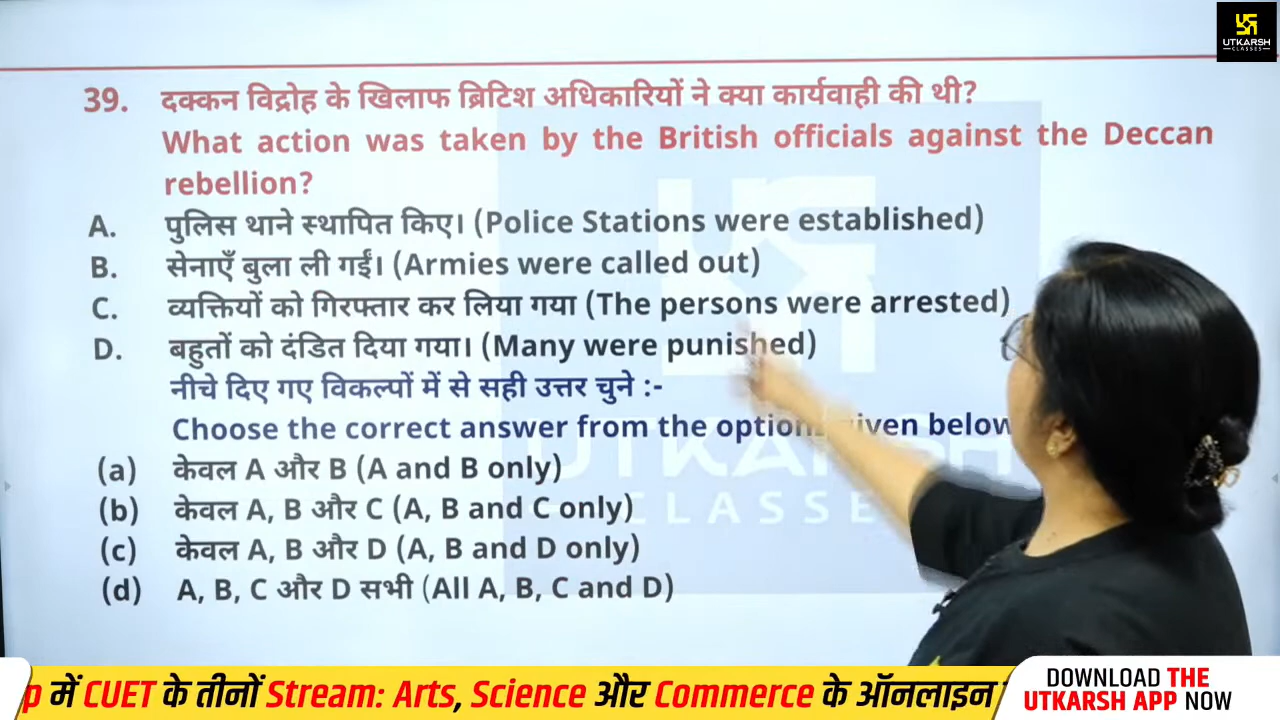 UTKARSH
CLASSES
39. दक्कन विद्रोह के खिलाफ ब्रिटिश अधिकारियों ने क्या कार्यवाही की थी?
What action was taken by the British officials against the Deccan
rebellion?
A. पुलिस थाने स्थापित किए। (Police Stations were established)
B. सेनाएँ बुला ली गईं। (Armies were called out)
C. व्यक्तियों को गिरफ्तार कर लिया गया (The persons were arrested)
D. बहुतों को दंडित दिया गया। (Many were punished)
नीचे दिए गए विकल्पों में से सही उत्तर चुने :-
Choose the correct answer from the option given below
(a) केवल A और B (A and B only)
(b) केवल A, B और C (A, B and C only)
(c) केवल A, B और D (A, B and D only)
(d) A, B, C और D सभी (All A, B, C and D)
UTKARSH
CLASSE
p में CUET के तीनों Stream: Arts, Science और Commerce के ऑनलाइन
DOWNLOAD THE
UTKARSH APP NOW